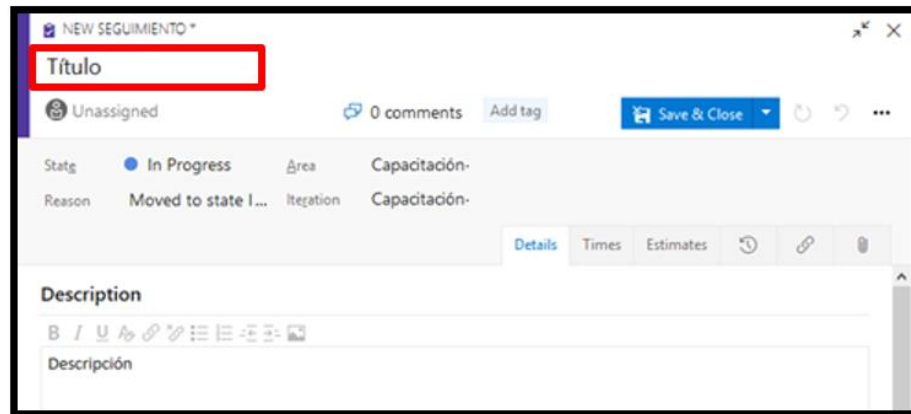 NEW SEGUIMIENTO *
Título
Unassigned 0 comments Add tag Save & Close
State In Progress Area Capacitación-
Reason Moved to state I... Iteration Capacitación-
Details Times Estimates
Description
B I U
Descripción